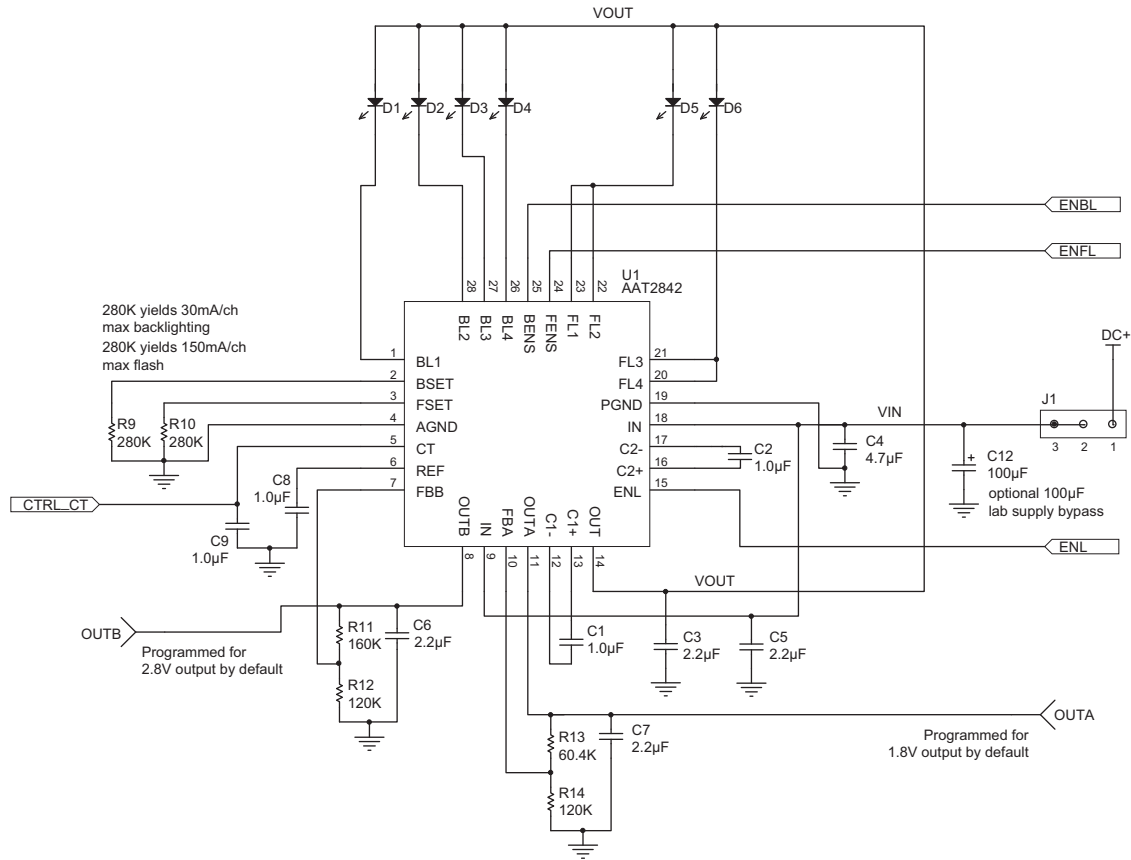 VOUT
D1
D2
D3
D4
D5
D6
ENBL
ENFL
U1
AAT2842
28
27
26
25
24
23
22
BL2
BL3
BL4
BENS
FENS
FL1
FL2
280K yields 30mA/ch
max backlighting
280K yields 150mA/ch
max flash
1
BL1
2
BSET
3
FSET
4
AGND
5
CT
6
REF
7
FBB
FL3
21
FL4
20
PGND
19
IN
18
C2-
17
C2+
16
ENL
15
OUTB
IN
FBA
OUTA
C1-
C1+
OUT
8
9
10
11
12
13
14
R9
280K
R10
280K
CTRL_CT
C8
1.0µF
C9
1.0µF
VIN
DC+
J1
3
2
1
C2
1.0µF
C4
4.7µF
+
C12
100µF
optional 100µF
lab supply bypass
ENL
VOUT
OUTB
Programmed for
2.8V output by default
R11
160K
C6
2.2µF
R12
120K
C1
1.0µF
C3
2.2µF
C5
2.2µF
OUTA
Programmed for
1.8V output by default
R13
60.4K
C7
2.2µF
R14
120K